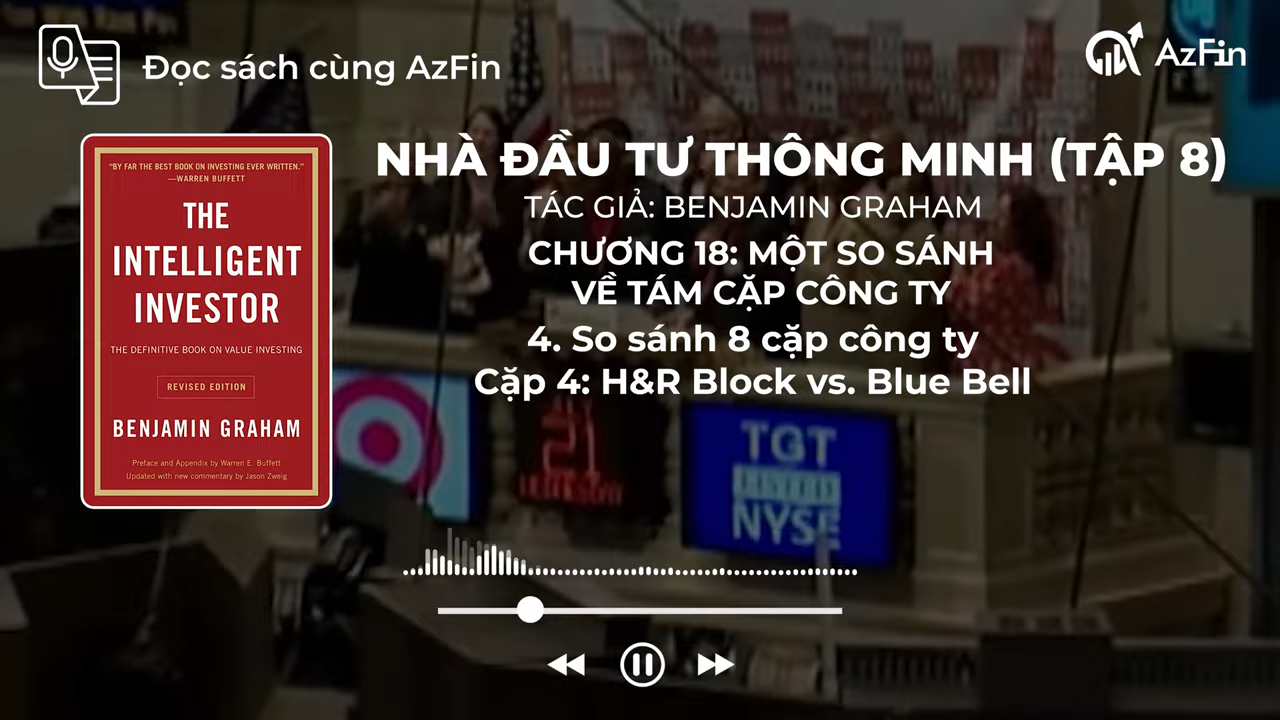 Đọc sách cùng AzFin
AzFin
"BY FAR THE BEST BOOK ON INVESTING EVER WRITTEN."
—WARREN BUFFETT
THE
INTELLIGENT
INVESTOR
THE DEFINITIVE BOOK ON VALUE INVESTING
REVISED EDITION
BENJAMIN GRAHAM
Preface and Appendix by Warren E. Buffett
Updated with new commentary by Jason Zweig
NHÀ ĐẦU TƯ THÔNG MINH (TẬP 8)
TÁC GIẢ: BENJAMIN GRAHAM
CHƯƠNG 18: MỘT SO SÁNH
VỀ TÁM CẶP CÔNG TY
4. So sánh 8 cặp công ty
Cặp 4: H&R Block vs. Blue Bell
21
TGT
LISTED
NYSE